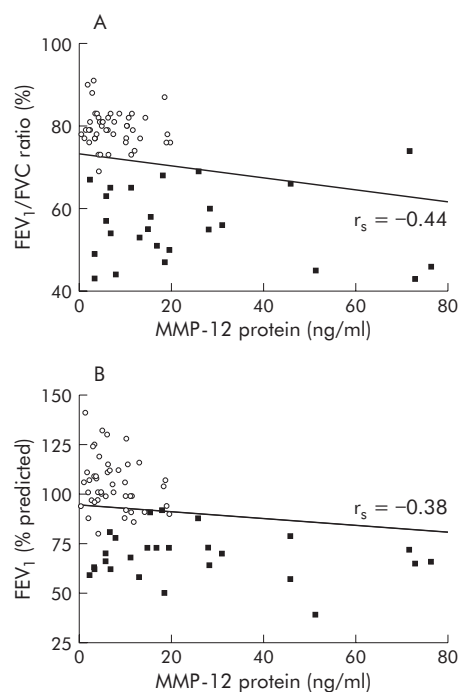 A
100
80
60
40
FEV₁/FVC ratio (%)
rₛ = –0.44
0
20
40
60
80
MMP-12 protein (ng/ml)
B
150
125
100
75
50
25
FEV₁ (% predicted)
rₛ = –0.38
0
20
40
60
80
MMP-12 protein (ng/ml)